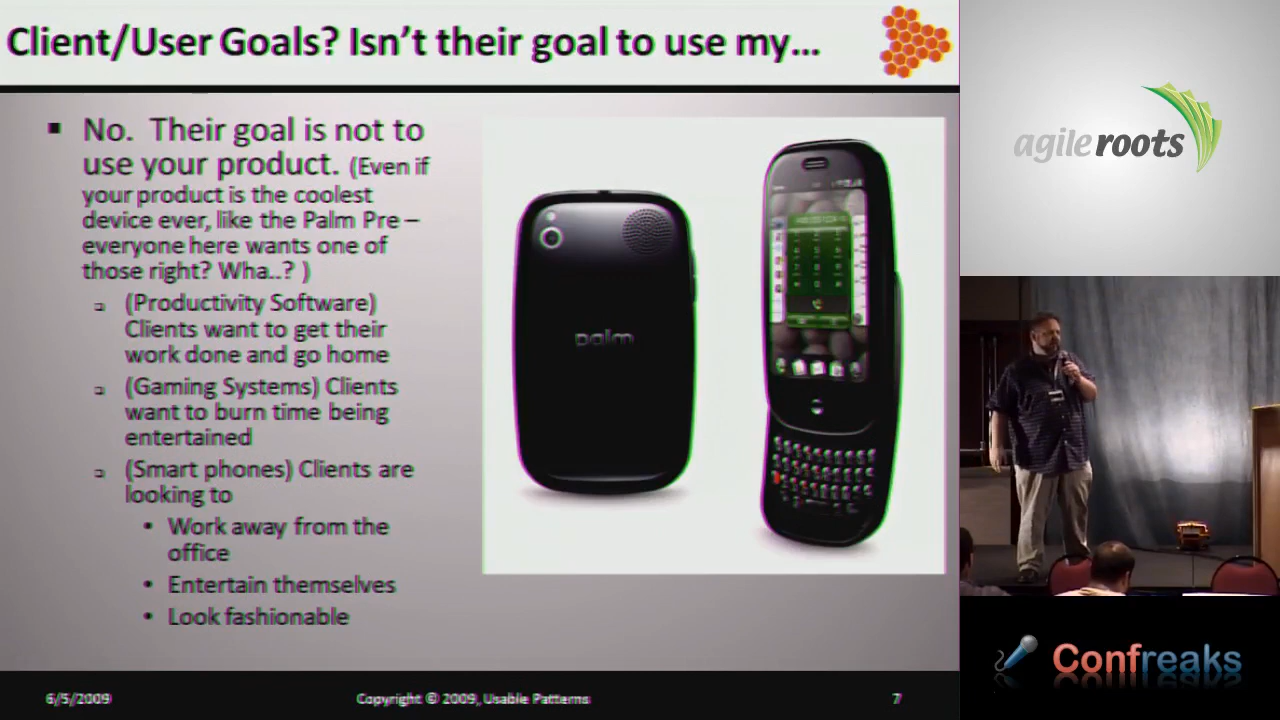 Client/User Goals? Isn't their goal to use my…
▪ No. Their goal is not to
use your product. (Even if
your product is the coolest
device ever, like the Palm Pre –
everyone here wants one of
those right? Wha..? )
(Productivity Software)
Clients want to get their
work done and go home
(Gaming Systems) Clients
want to burn time being
entertained
(Smart phones) Clients are
looking to
• Work away from the
office
• Entertain themselves
• Look fashionable
palm
6/5/2009
Copyright © 2009, Usable Patterns
7
agile roots
Confreaks